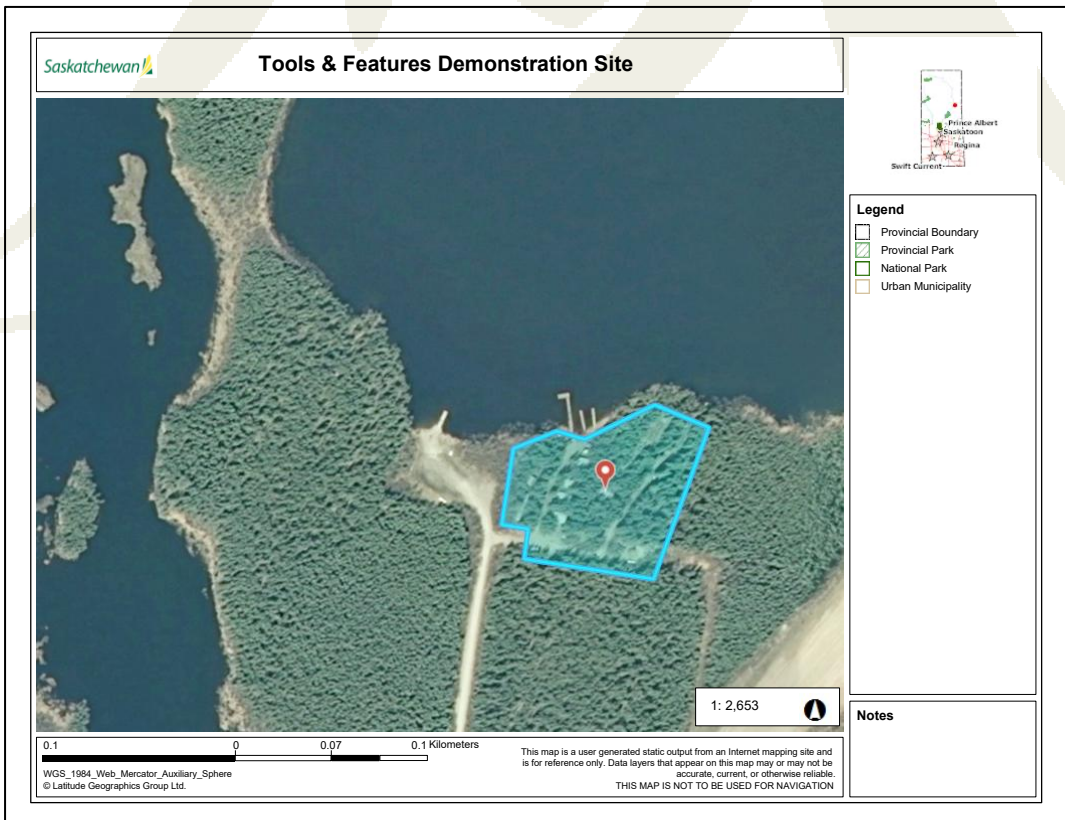 Saskatchewan
Tools & Features Demonstration Site
Prince Albert
Saskatoon
Regina
Swift Current
Legend
Provincial Boundary
Provincial Park
National Park
Urban Municipality
1: 2,653
Notes
0.1 0 0.07 0.1 Kilometers
WGS_1984_Web_Mercator_Auxiliary_Sphere
© Latitude Geographics Group Ltd.
This map is a user generated static output from an Internet mapping site and
is for reference only. Data layers that appear on this map may or may not be
accurate, current, or otherwise reliable.
THIS MAP IS NOT TO BE USED FOR NAVIGATION